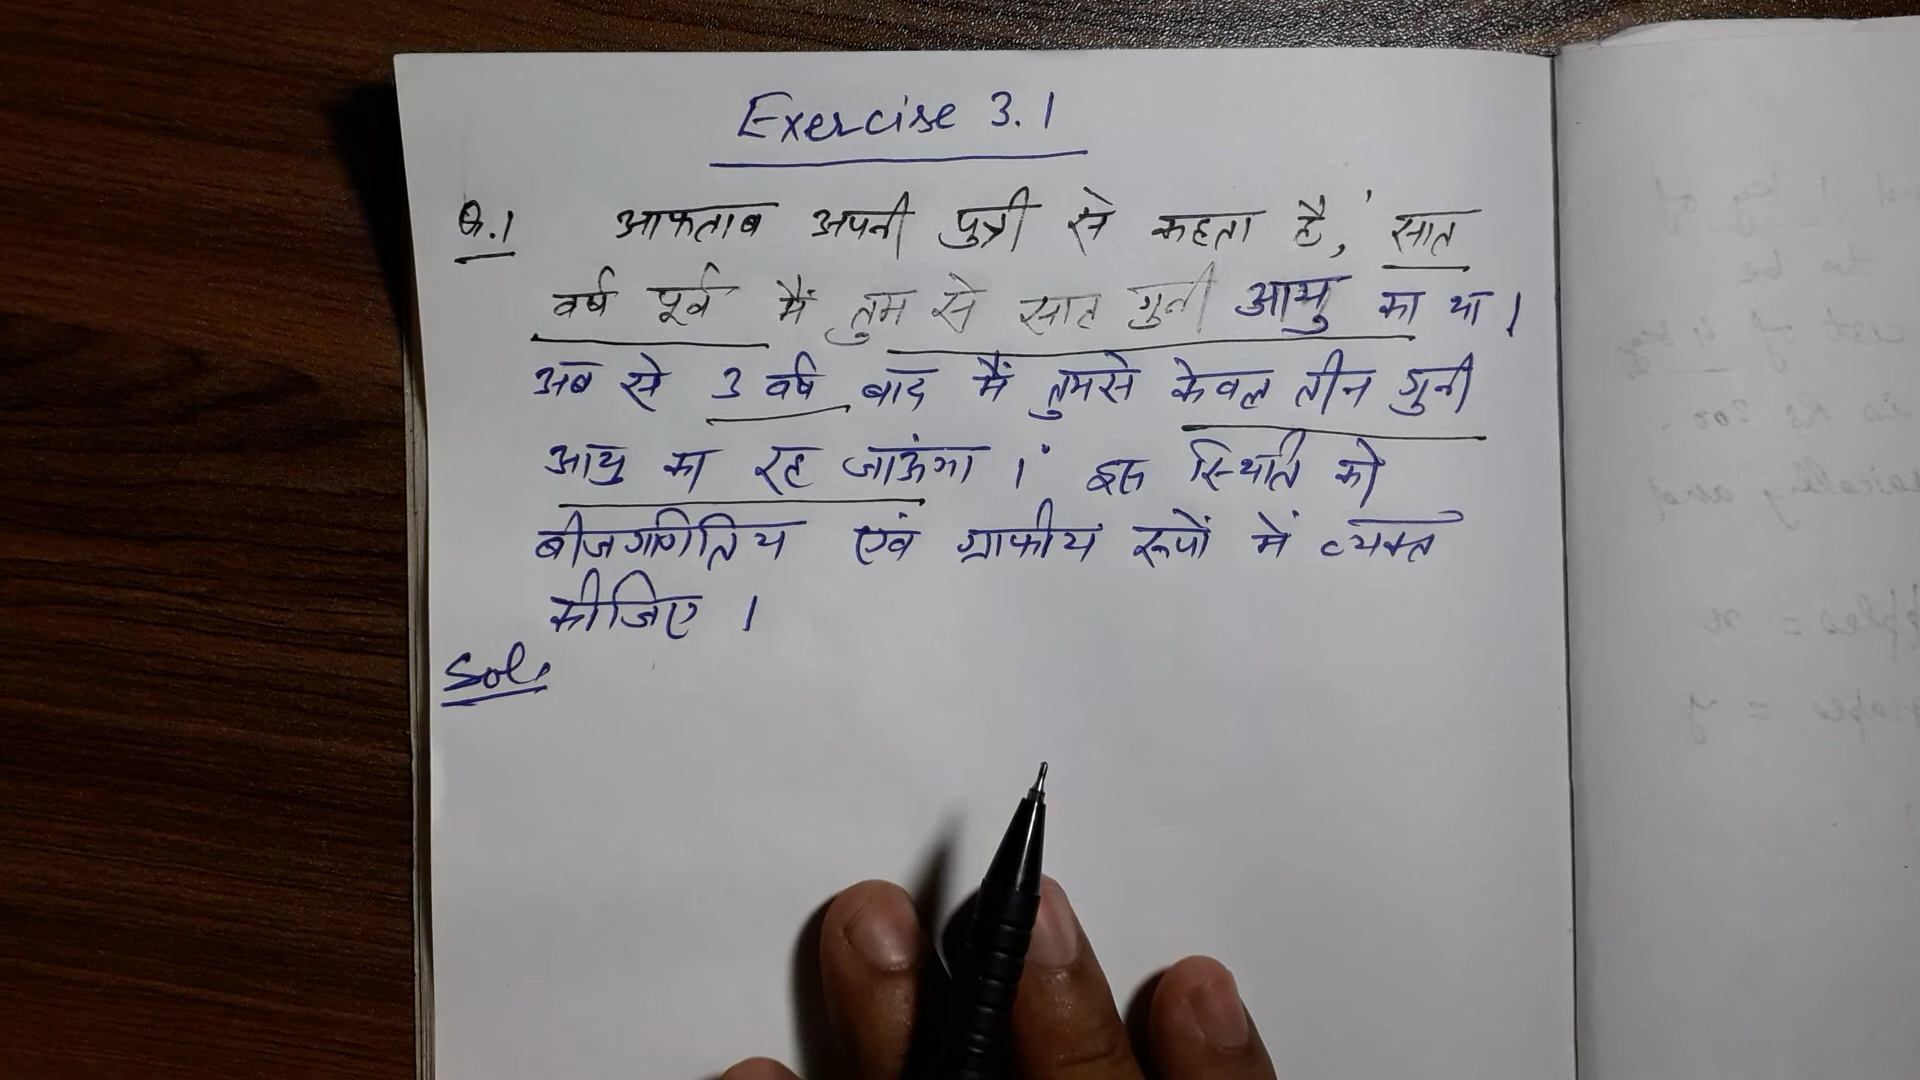 Exercise 3.1
Q.1 आफताब अपनी पुत्री से कहता है, 'सात
वर्ष पूर्व मैं तुम से सात गुनी आयु का था।
अब से 3 वर्ष बाद मैं तुमसे केवल तीन गुनी
आयु का रह जाऊंगा।' इस स्थिति को
बीजगणितिय एवं ग्राफीय रूपों में व्यक्त
कीजिए।
Sol.